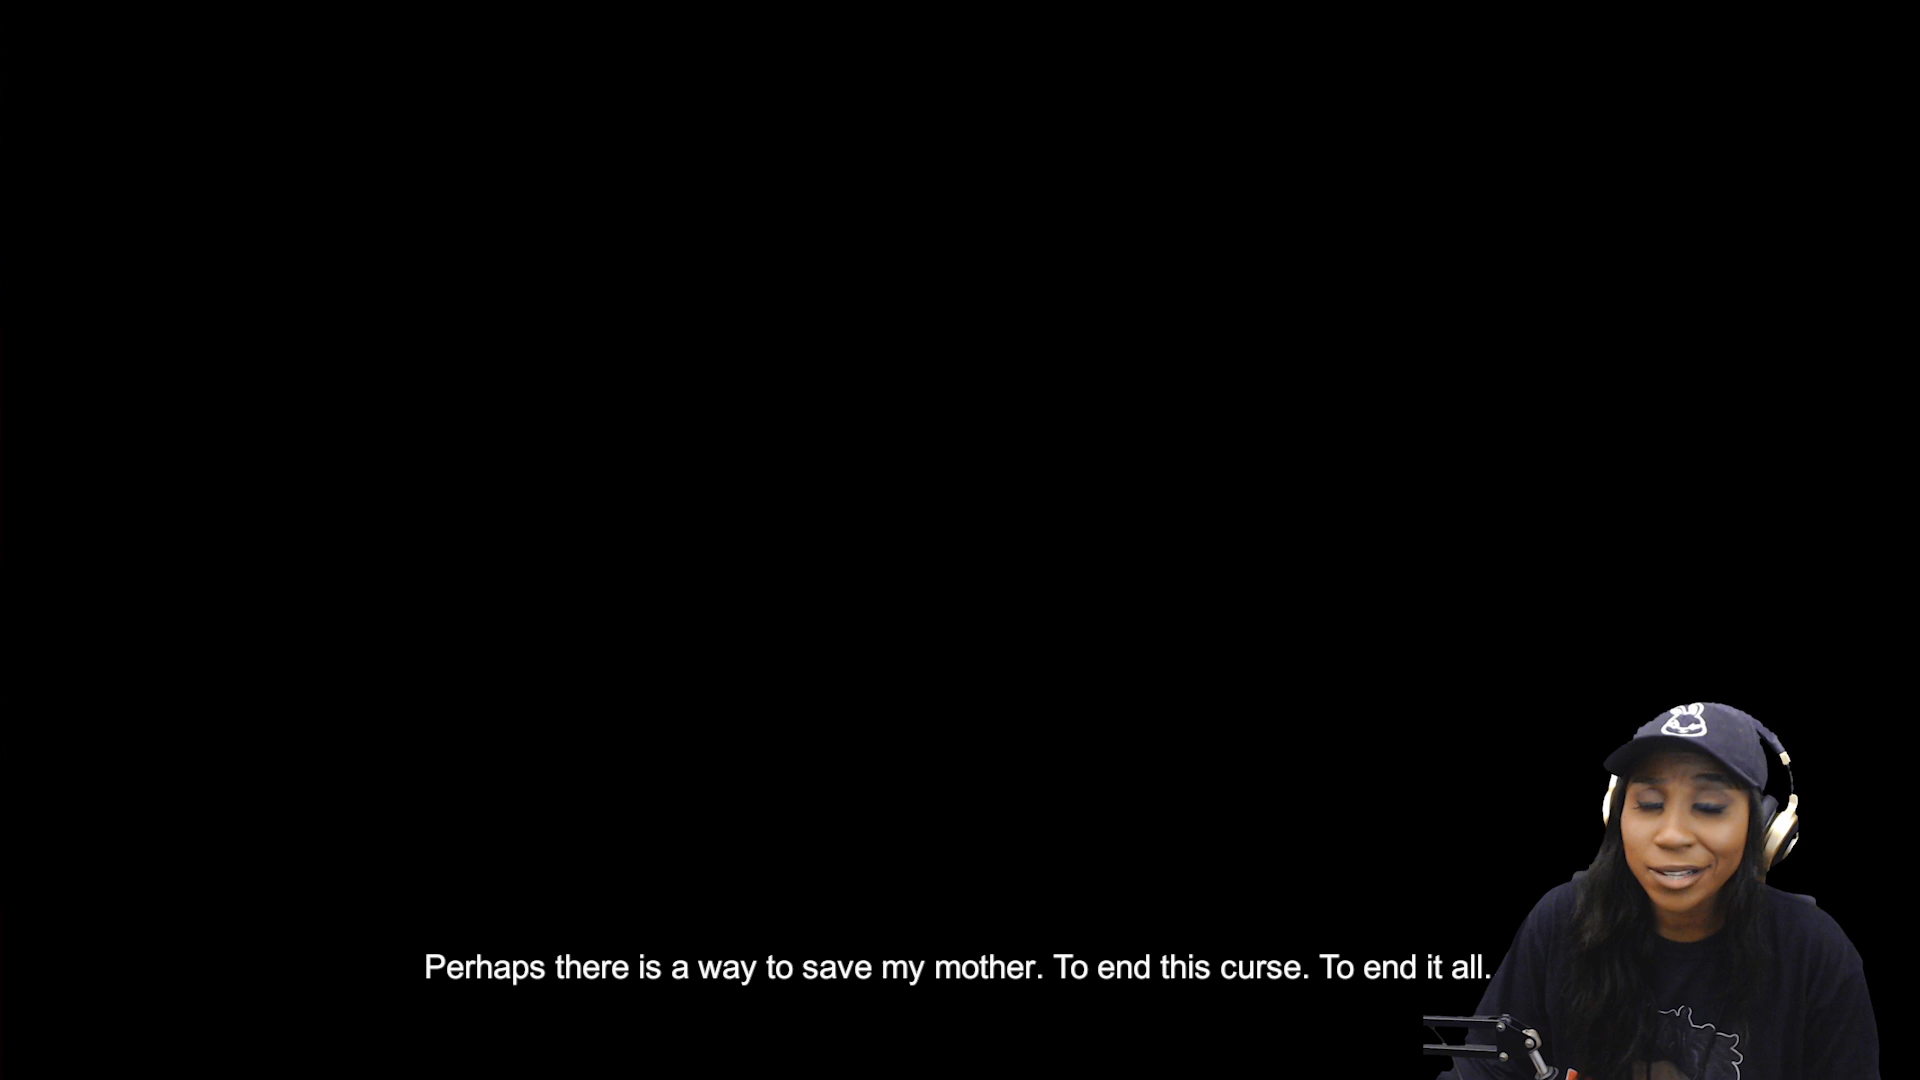 Perhaps there is a way to save my mother. To end this curse. To end it all.